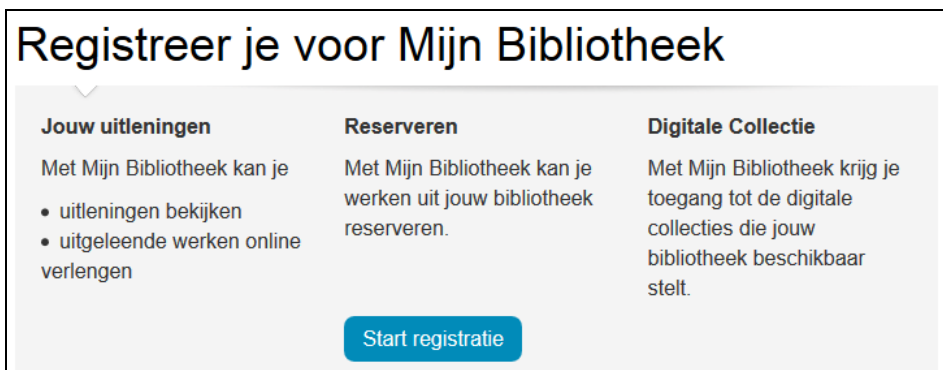 Registreer je voor Mijn Bibliotheek
Jouw uitleningen
Met Mijn Bibliotheek kan je
• uitleningen bekijken
• uitgeleende werken online
verlengen
Reserveren
Met Mijn Bibliotheek kan je
werken uit jouw bibliotheek
reserveren.
Digitale Collectie
Met Mijn Bibliotheek krijg je
toegang tot de digitale
collecties die jouw
bibliotheek beschikbaar
stelt.
Start registratie